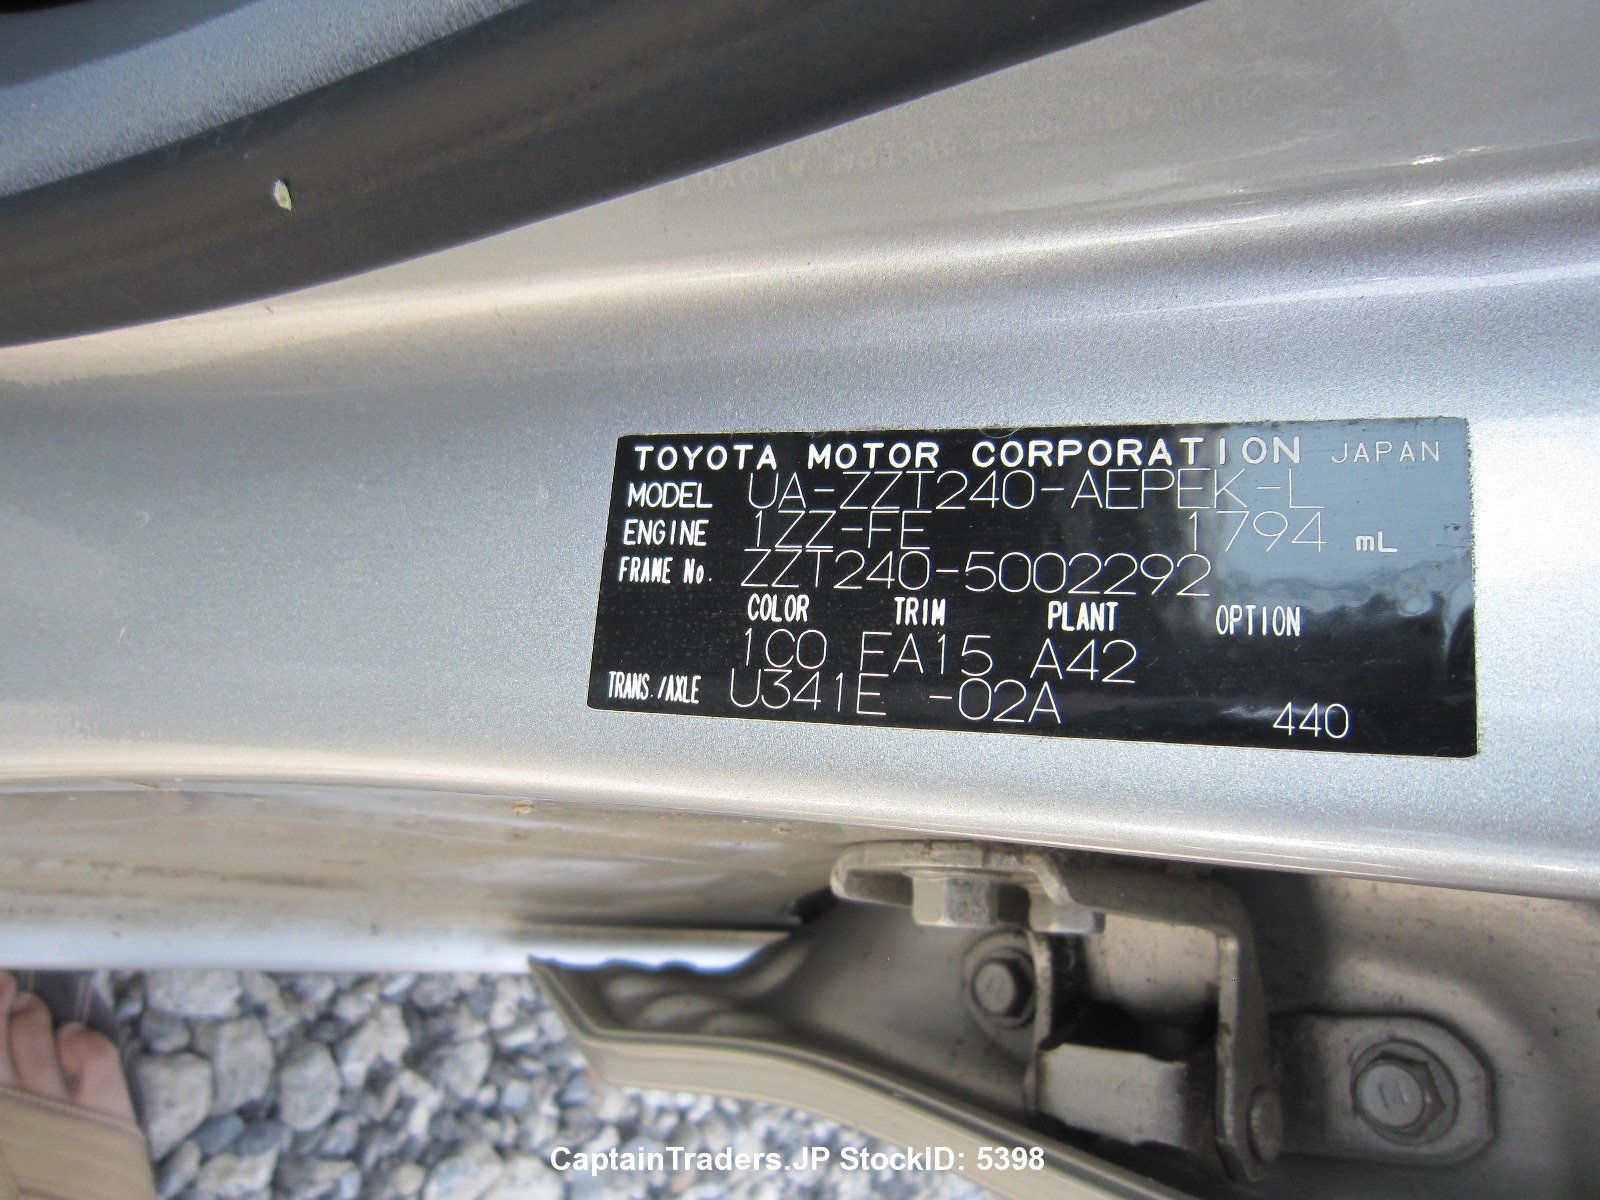 TOYOTA MOTOR CORPORATION JAPAN
MODEL UA-ZZT240-AEPEK-L
ENGINE 1ZZ-FE 1794 mL
FRAME No. ZZT240-5002292
COLOR TRIM PLANT OPTION
1C0 FA15 A42
TRANS./AXLE U341E -02A
440
CaptainTraders.JP StockID: 5398